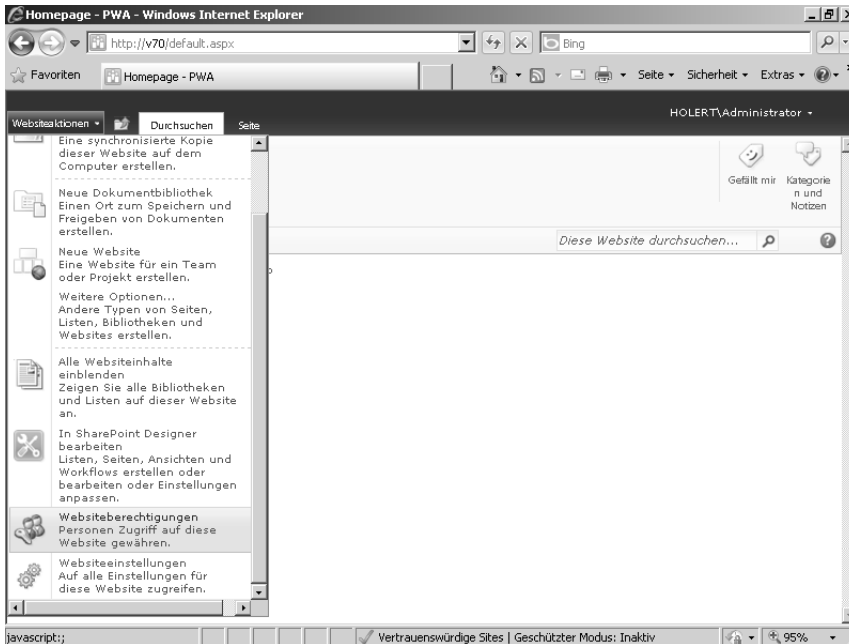 Homepage - PWA - Windows Internet Explorer
http://v70/default.aspx
Bing
Favoriten
Homepage - PWA
Seite
Sicherheit
Extras
HOLERT\Administrator
Websiteaktionen
Durchsuchen
Seite
Eine synchronisierte Kopie
dieser Website auf dem
Computer erstellen.
Neue Dokumentbibliothek
Einen Ort zum Speichern und
Freigeben von Dokumenten
erstellen.
Neue Website
Eine Website für ein Team
oder Projekt erstellen.
Weitere Optionen...
Andere Typen von Seiten,
Listen, Bibliotheken und
Websites erstellen.
Alle Websiteinhalte
einblenden
Zeigen Sie alle Bibliotheken
und Listen auf dieser Website
an.
In SharePoint Designer
bearbeiten
Listen, Seiten, Ansichten und
Workflows erstellen oder
bearbeiten oder Einstellungen
anpassen.
Websiteberechtigungen
Personen Zugriff auf diese
Website gewähren.
Websiteeinstellungen
Auf alle Einstellungen für
diese Website zugreifen.
Gefällt mir
Kategorie
n und
Notizen
Diese Website durchsuchen...
javascript:;
Vertrauenswürdige Sites | Geschützter Modus: Inaktiv
95%